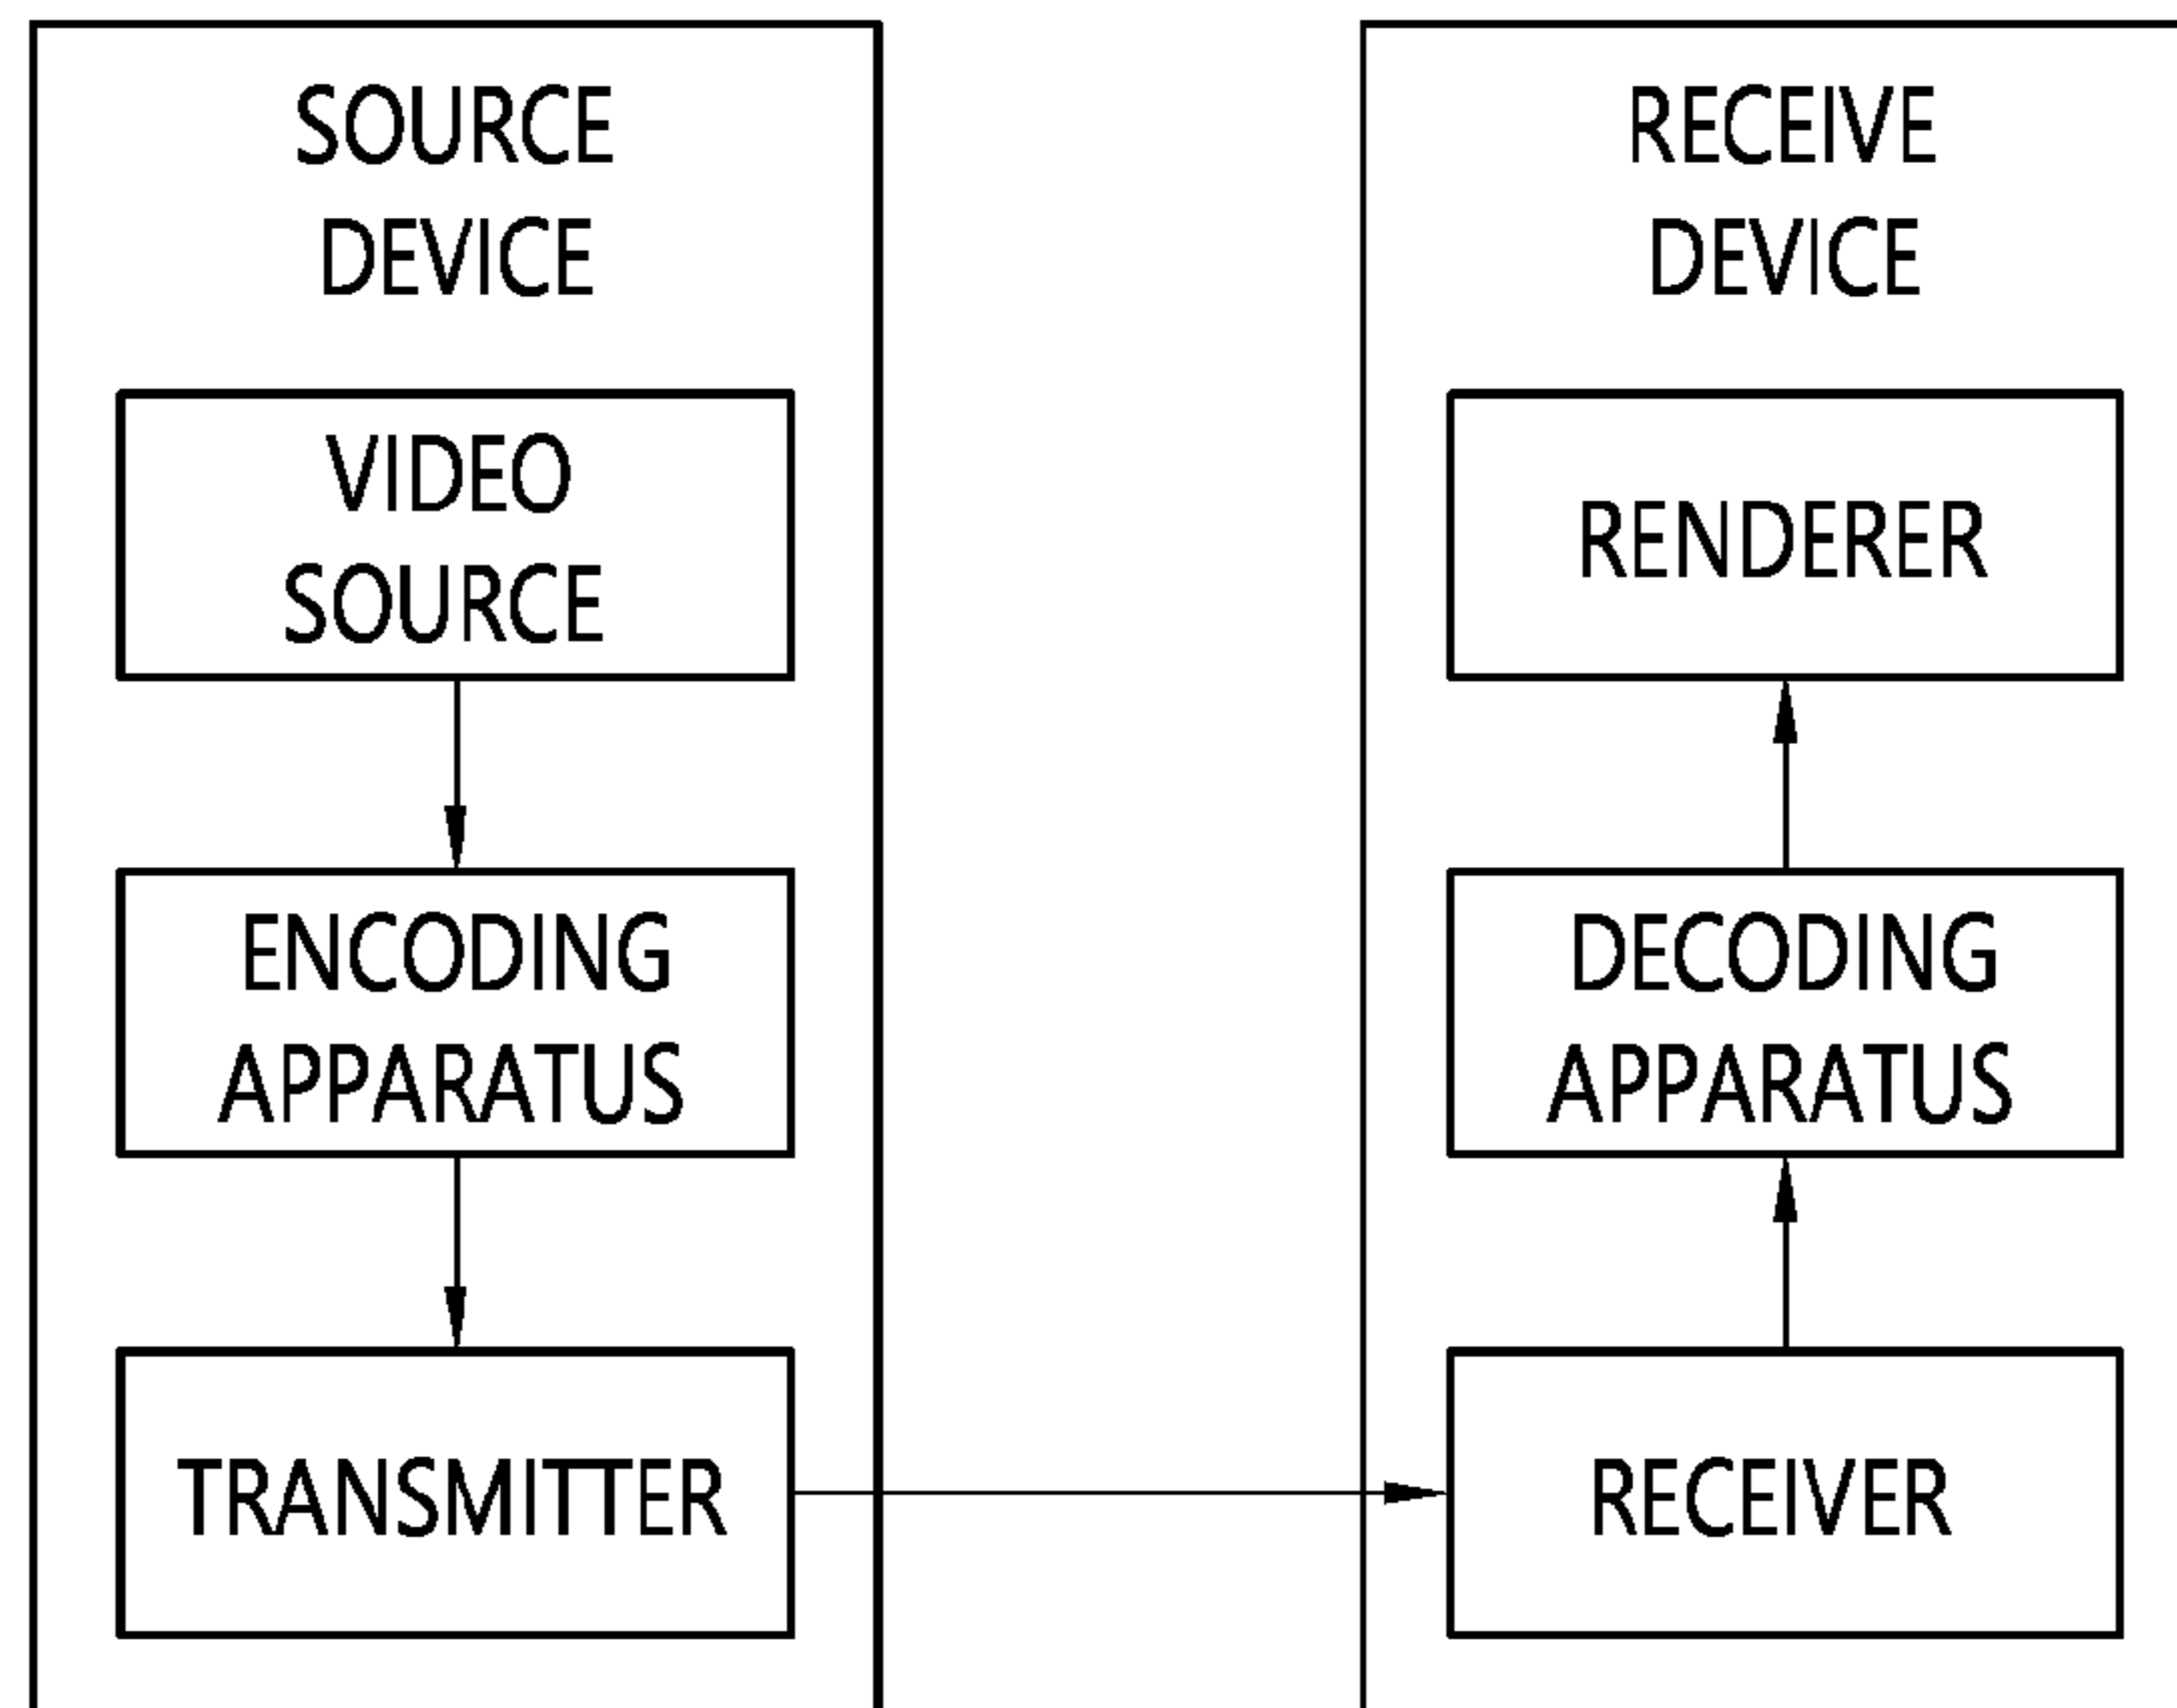 SOURCE
DEVICE
VIDEO
SOURCE
ENCODING
APPARATUS
TRANSMITTER
RECEIVE
DEVICE
RENDERER
DECODING
APPARATUS
RECEIVER